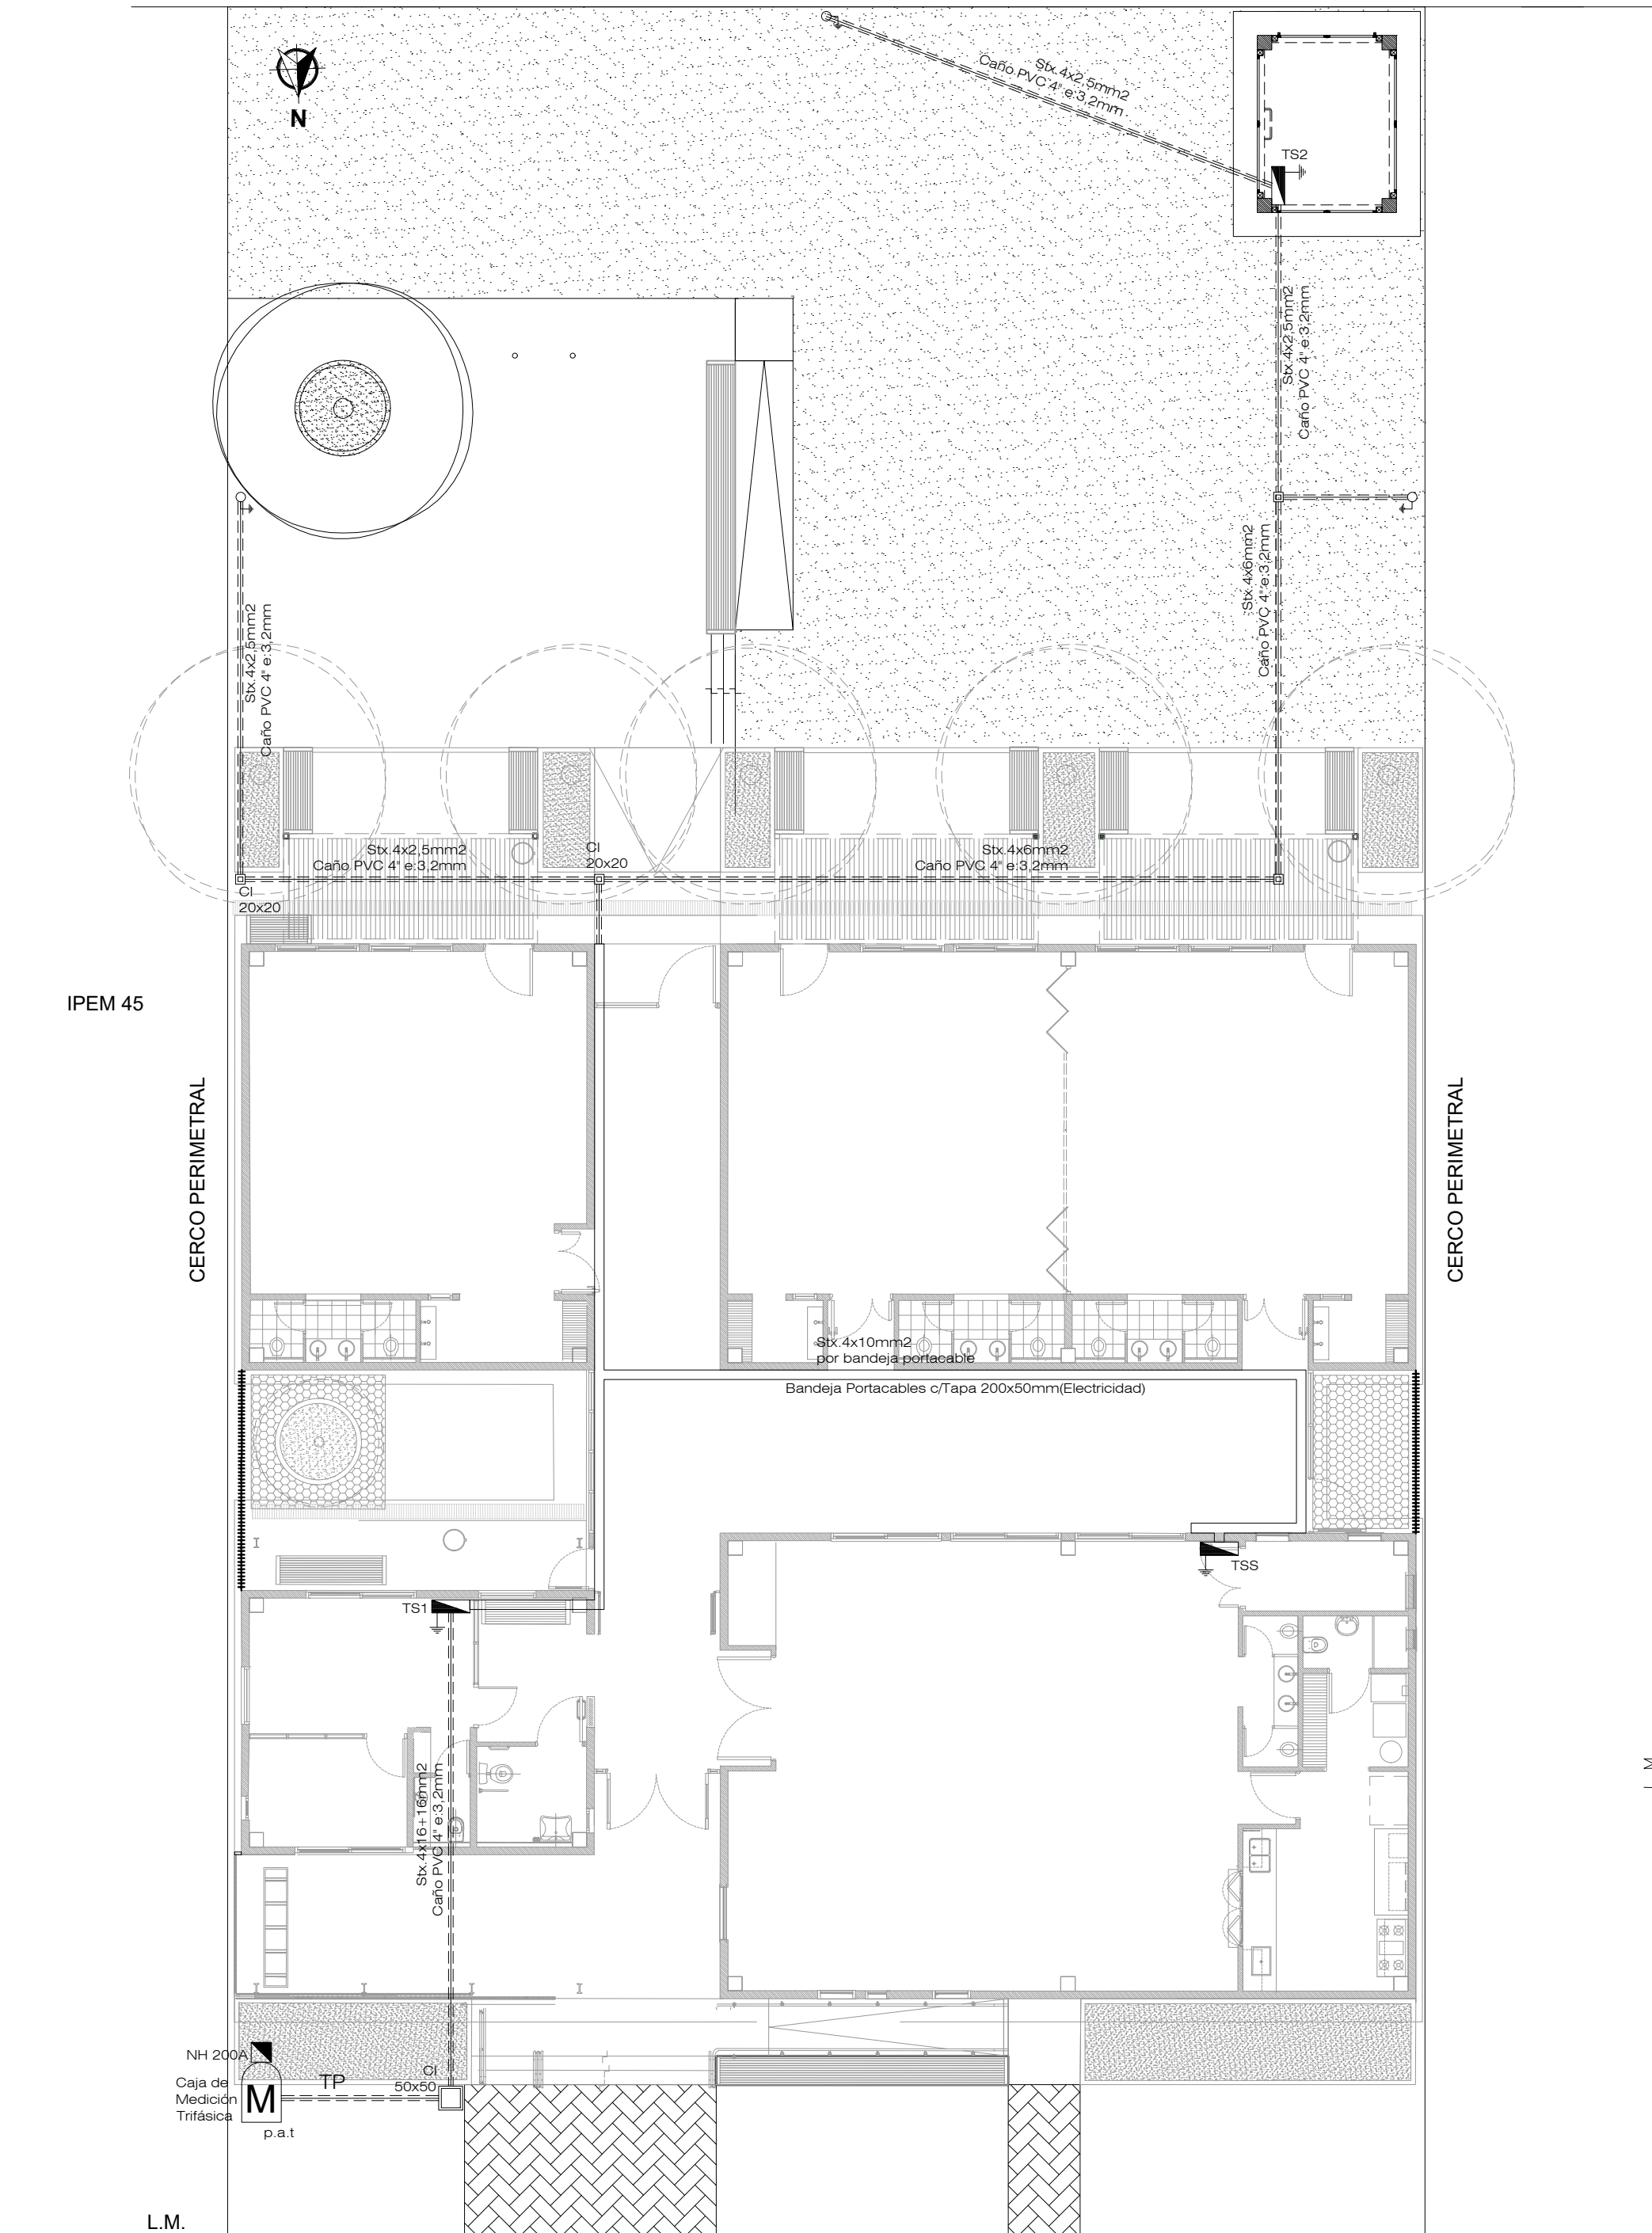 N
Stx.4x2,5mm2
Caño PVC 4" e:3,2mm
TS2
Stx.4x2,5mm2
Caño PVC 4" e:3,2mm
Stx.4x6mm2
Caño PVC 4" e:3,2mm
Stx.4x2,5mm2
Caño PVC 4" e:3,2mm
Stx.4x2,5mm2
Caño PVC 4" e:3,2mm
CI
20x20
Stx.4x6mm2
Caño PVC 4" e:3,2mm
CI
20x20
IPEM 45
CERCO PERIMETRAL
CERCO PERIMETRAL
Stx.4x10mm2
por bandeja portacable
Bandeja Portacables c/Tapa 200x50mm(Electricidad)
TSS
TS1
Stx.4x16+16mm2
Caño PVC 4" e:3,2mm
NH 200A
Caja de
Medición
Trifásica
M
TP
CI
50x50
p.a.t
L.M.